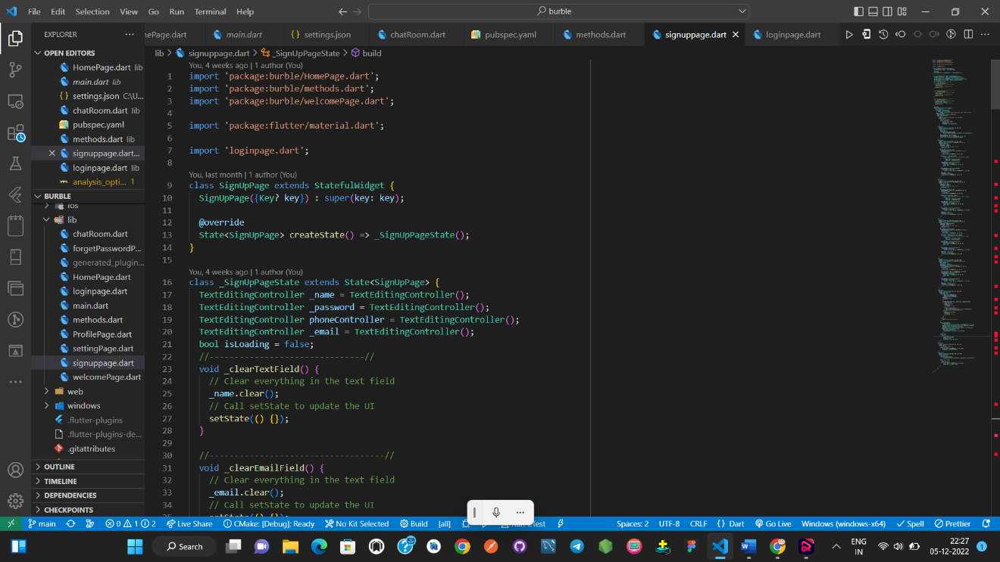 File Edit Selection View Go Run Terminal Help
burble
EXPLORER
mePage.dart main.dart settings.json chatRoom.dart pubspec.yaml methods.dart signuppage.dart loginpage.dart
lib > signuppage.dart > _SignUpPageState > build
OPEN EDITORS
HomePage.dart lib
main.dart lib
{} settings.json C:\U...
chatRoom.dart lib
pubspec.yaml
methods.dart lib
signuppage.dart...
loginpage.dart lib
analysis_opti... 1
BURBLE
ios
lib
chatRoom.dart
forgetPasswordP...
generated_plugin...
HomePage.dart
loginpage.dart
main.dart
methods.dart
ProfilePage.dart
settingPage.dart
signuppage.dart
welcomePage.dart
web
windows
.flutter-plugins
.flutter-plugins-de...
.gitattributes
OUTLINE
TIMELINE
DEPENDENCIES
CHECKPOINTS
You, 4 weeks ago | 1 author (You)
1 import 'package:burble/HomePage.dart';
2 import 'package:burble/methods.dart';
3 import 'package:burble/welcomePage.dart';
4
5 import 'package:flutter/material.dart';
6
7 import 'loginpage.dart';
8
You, last month | 1 author (You)
9 class SignUpPage extends StatefulWidget {
10 SignUpPage({Key? key}) : super(key: key);
11
12 @override
13 State<SignUpPage> createState() => _SignUpPageState();
14 }
15
You, 4 weeks ago | 1 author (You)
16 class _SignUpPageState extends State<SignUpPage> {
17 TextEditingController _name = TextEditingController();
18 TextEditingController _password = TextEditingController();
19 TextEditingController phoneController = TextEditingController();
20 TextEditingController _email = TextEditingController();
21 bool isLoading = false;
22 //-------------------------------//
23 void _clearTextField() {
24 // Clear everything in the text field
25 _name.clear();
26 // Call setState to update the UI
27 setState(() {});
28 }
29
30 //-----------------------------------//
31 void _clearEmailField() {
32 // Clear everything in the text field
33 _email.clear();
34 // Call setState to update the UI
35 setState(() {});
main 0 1 2 Live Share CMake: [Debug]: Ready No Kit Selected Build [all] Run CTest Spaces: 2 UTF-8 CRLF {} Dart Go Live Windows (windows-x64) Spell Prettier
Search
ENG
IN
22:27
05-12-2022
1